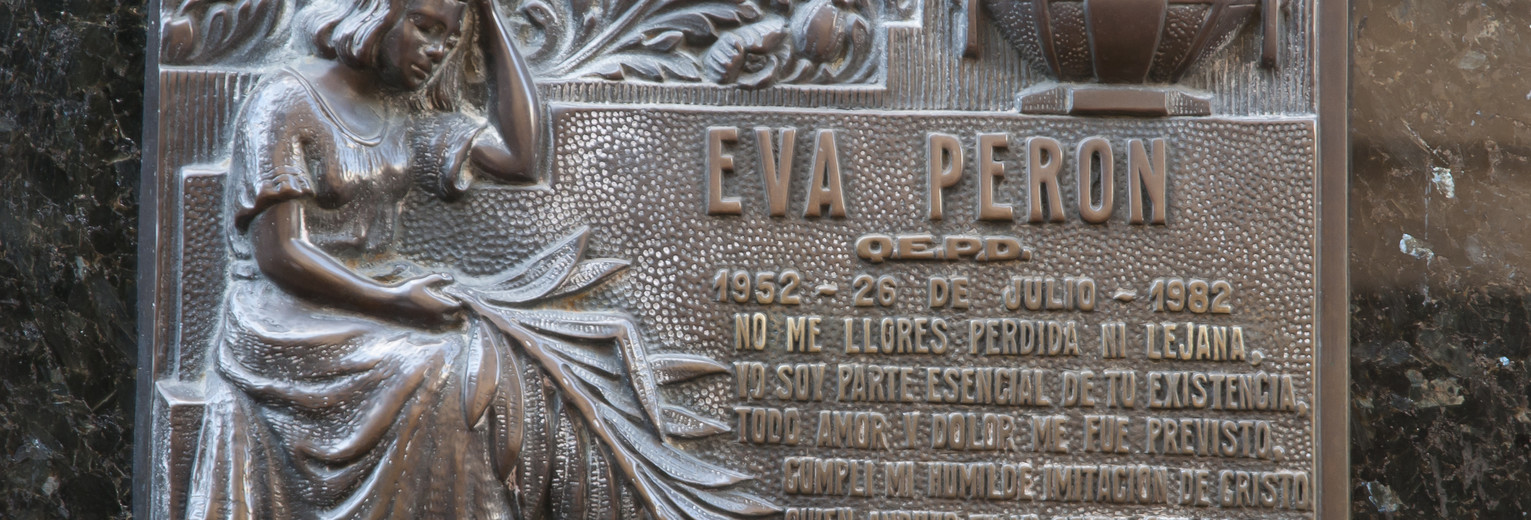 EVA PERON
Q.E.P.D.
1952 ~ 26 DE JULIO ~ 1982
NO ME LLORES PERDIDA NI LEJANA,
YO SOY PARTE ESENCIAL DE TU EXISTENCIA,
TODO AMOR Y DOLOR ME FUE PREVISTO,
CUMPLI MI HUMILDE IMITACION DE CRISTO